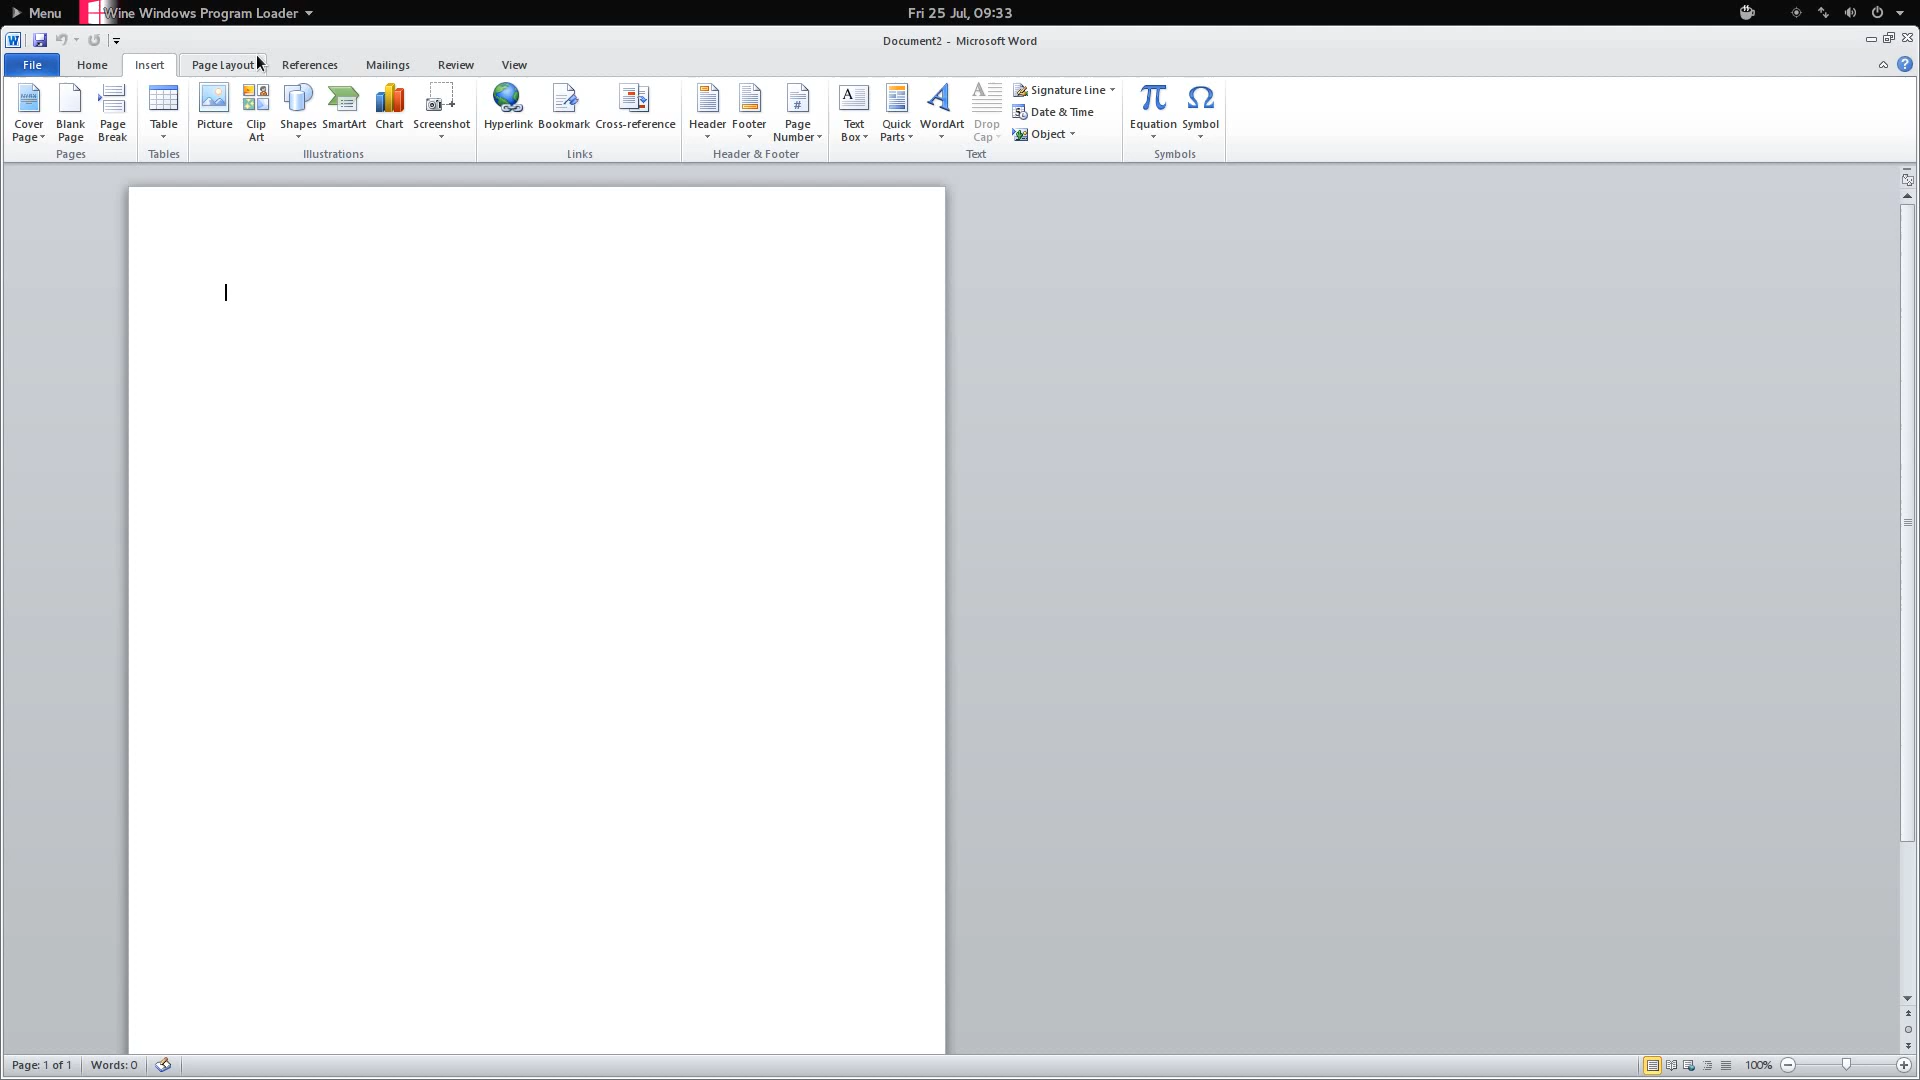 Menu Wine Windows Program Loader Fri 25 Jul, 09:33
Document2 - Microsoft Word
File Home Insert Page Layout References Mailings Review View
Cover Page Blank Page Page Break Table Picture Clip Art Shapes SmartArt Chart Screenshot Hyperlink Bookmark Cross-reference Header Footer Page Number Text Box Quick Parts WordArt Drop Cap Signature Line Equation Symbol
Date & Time
Object
Pages Tables Illustrations Links Header & Footer Text Symbols
Page: 1 of 1 Words: 0 100%